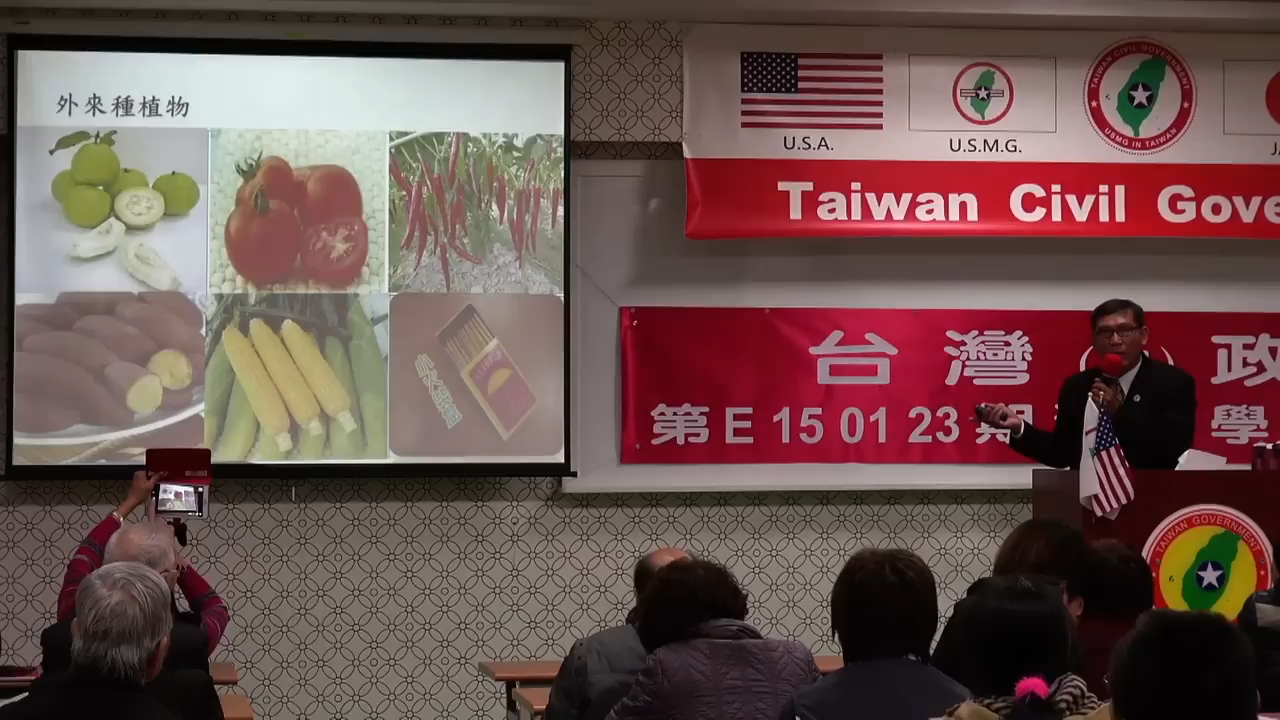 外來種植物
U.S.A.
U.S.M.G.
TAIWAN CIVIL GOVERNMENT
USMG IN TAIWAN
Taiwan Civil Gove
台灣 政
第E 15 01 23 期 學
TAIWAN GOVERNMENT